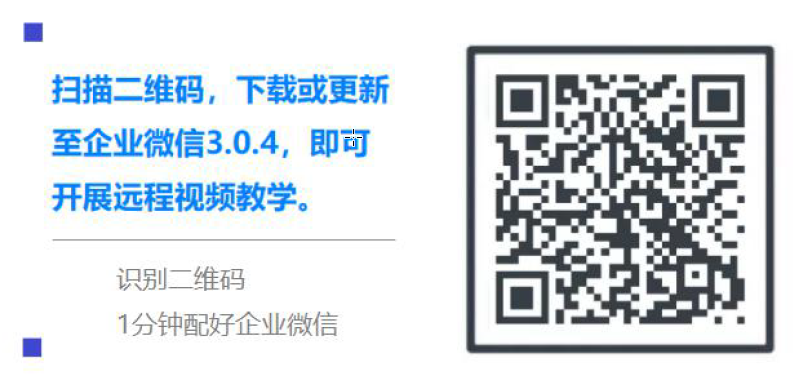 扫描二维码，下载或更新
至企业微信3.0.4，即可
开展远程视频教学。
识别二维码
1分钟配好企业微信